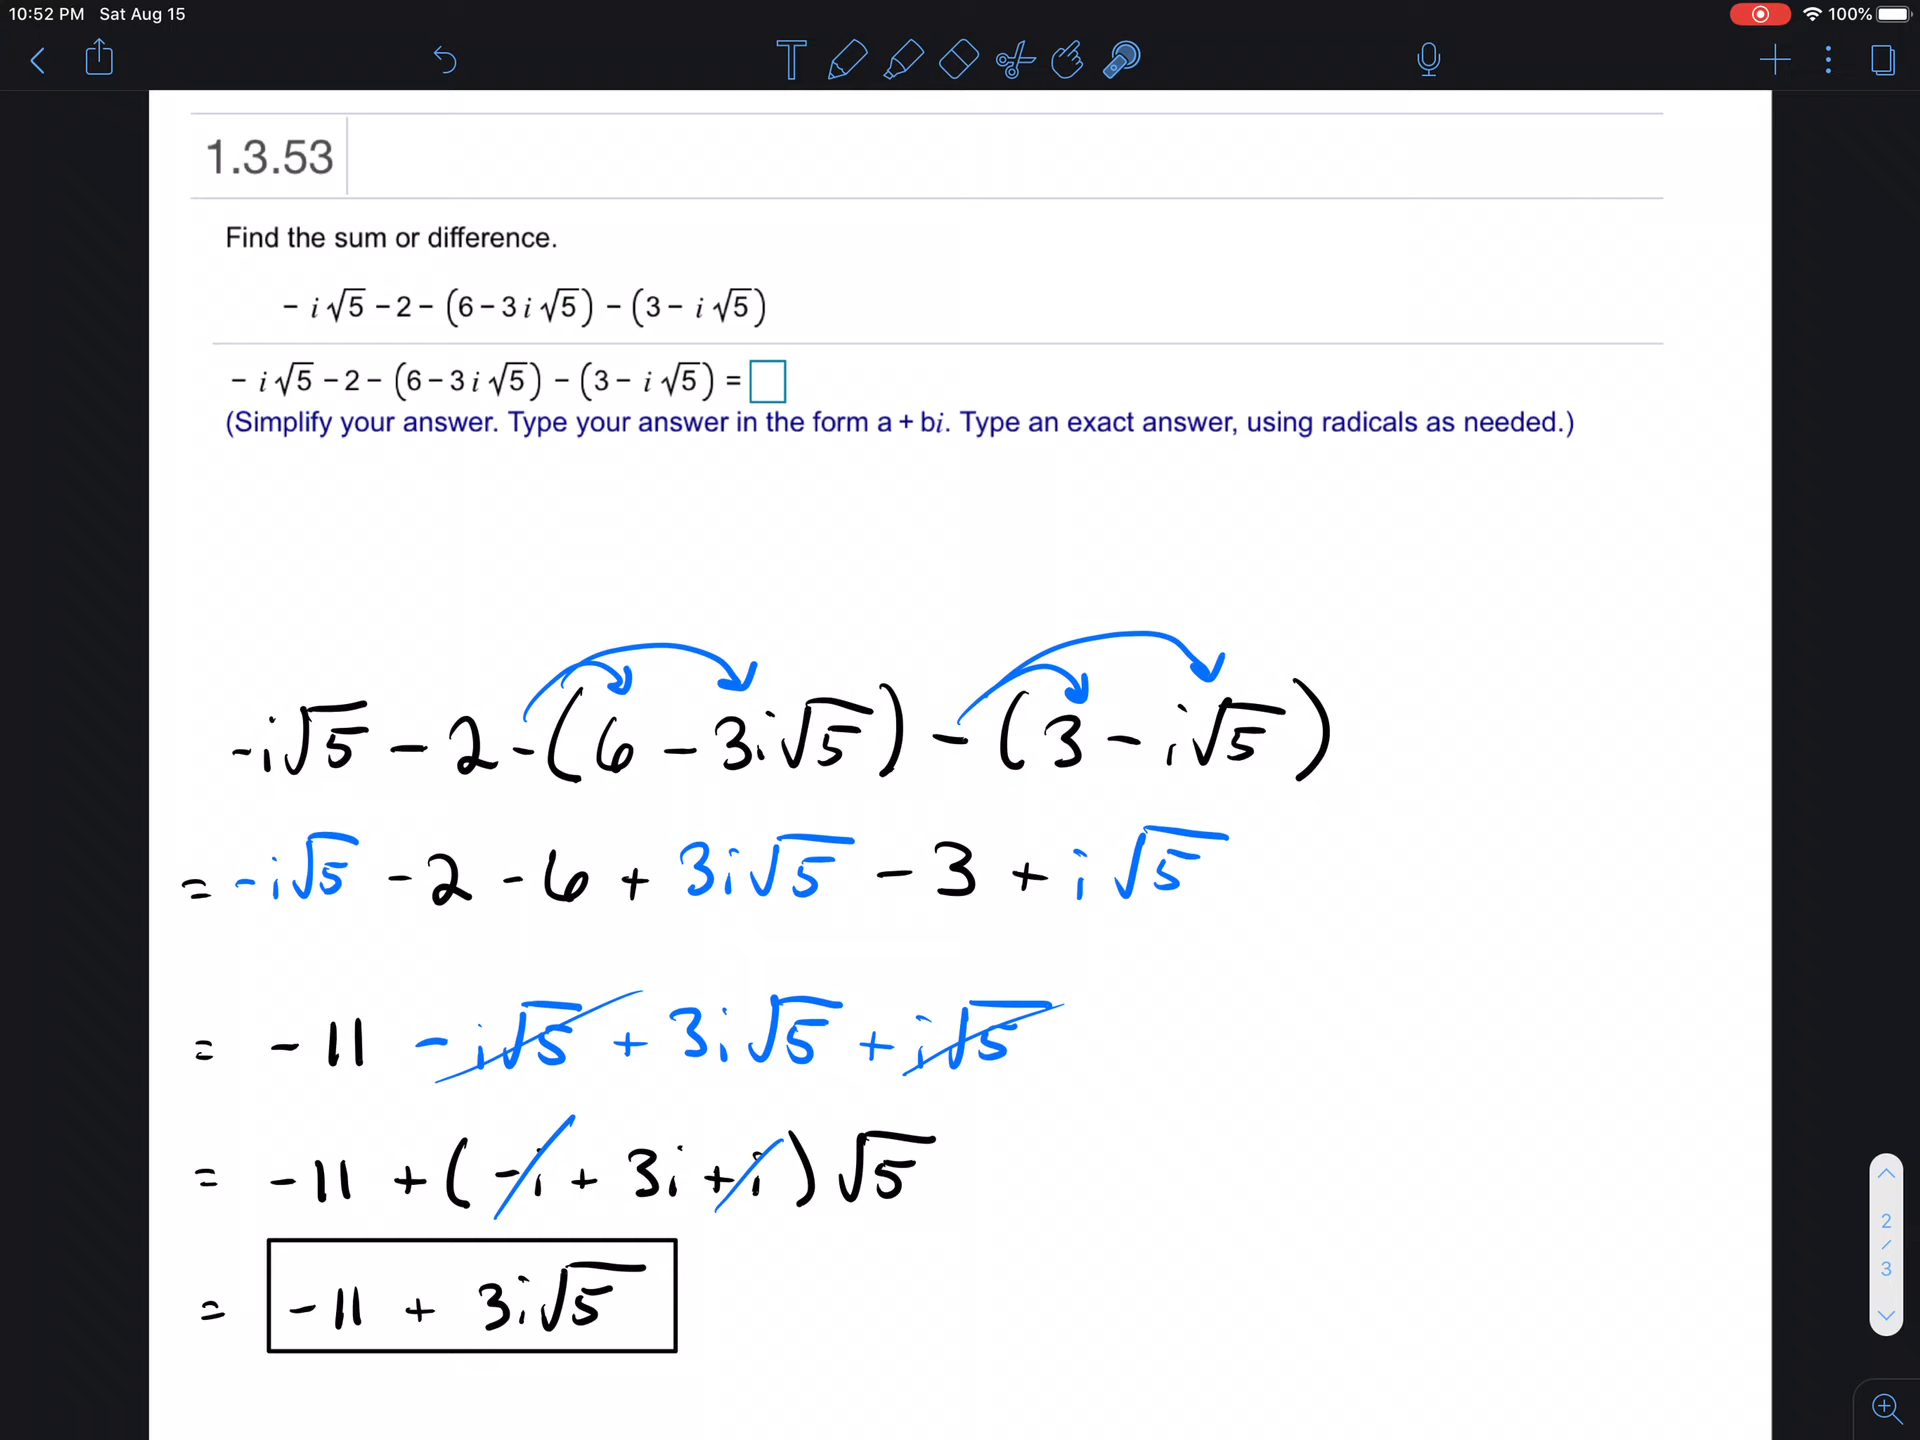 10:52 PM Sat Aug 15
100%
1.3.53
Find the sum or difference.
− i √5 − 2 − (6 − 3 i √5) − (3 − i √5)
− i √5 − 2 − (6 − 3 i √5) − (3 − i √5) =
(Simplify your answer. Type your answer in the form a + bi. Type an exact answer, using radicals as needed.)
-i√5 − 2 -(6 − 3i√5) − (3 − i√5)
= -i√5 - 2 - 6 + 3i√5 − 3 + i√5
= -11 - i√5 + 3i√5 + i√5
= -11 + (-i + 3i + i)√5
= -11 + 3i√5
2
/
3